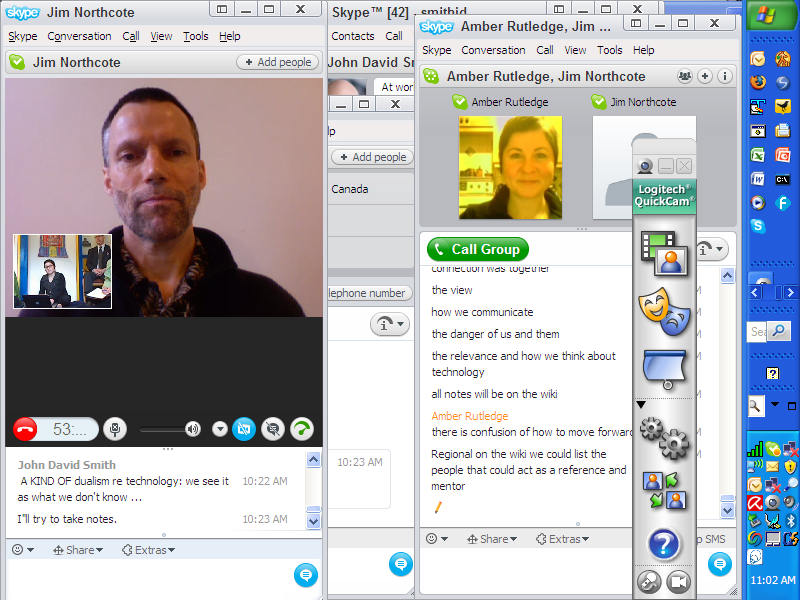 skype Jim Northcote
Skype Conversation Call View Tools Help
Jim Northcote
+ Add people
53:...
John David Smith
A KIND OF dualism re technology: we see it
as what we don't know ...
10:22 AM
I"ll try to take notes.
10:23 AM
Share
Extras
Skype™ [42] - smithjd
Contacts Call
John David Sm
At wor
lp
+ Add people
Canada
lephone number
10:23 AM
skype Amber Rutledge, Jim ...
Skype Conversation Call View Tools Help
Amber Rutledge, Jim Northcote
Amber Rutledge
Jim Northcote
Call Group
connection was together
the view
how we communicate
the danger of us and them
the relevance and how we think about
technology
all notes will be on the wiki
Amber Rutledge
there is confusion of how to move forward
Regional on the wiki we could list the
people that could act as a reference and
mentor
Share
Extras
p SMS
Logitech®
QuickCam®
Sea
11:02 AM